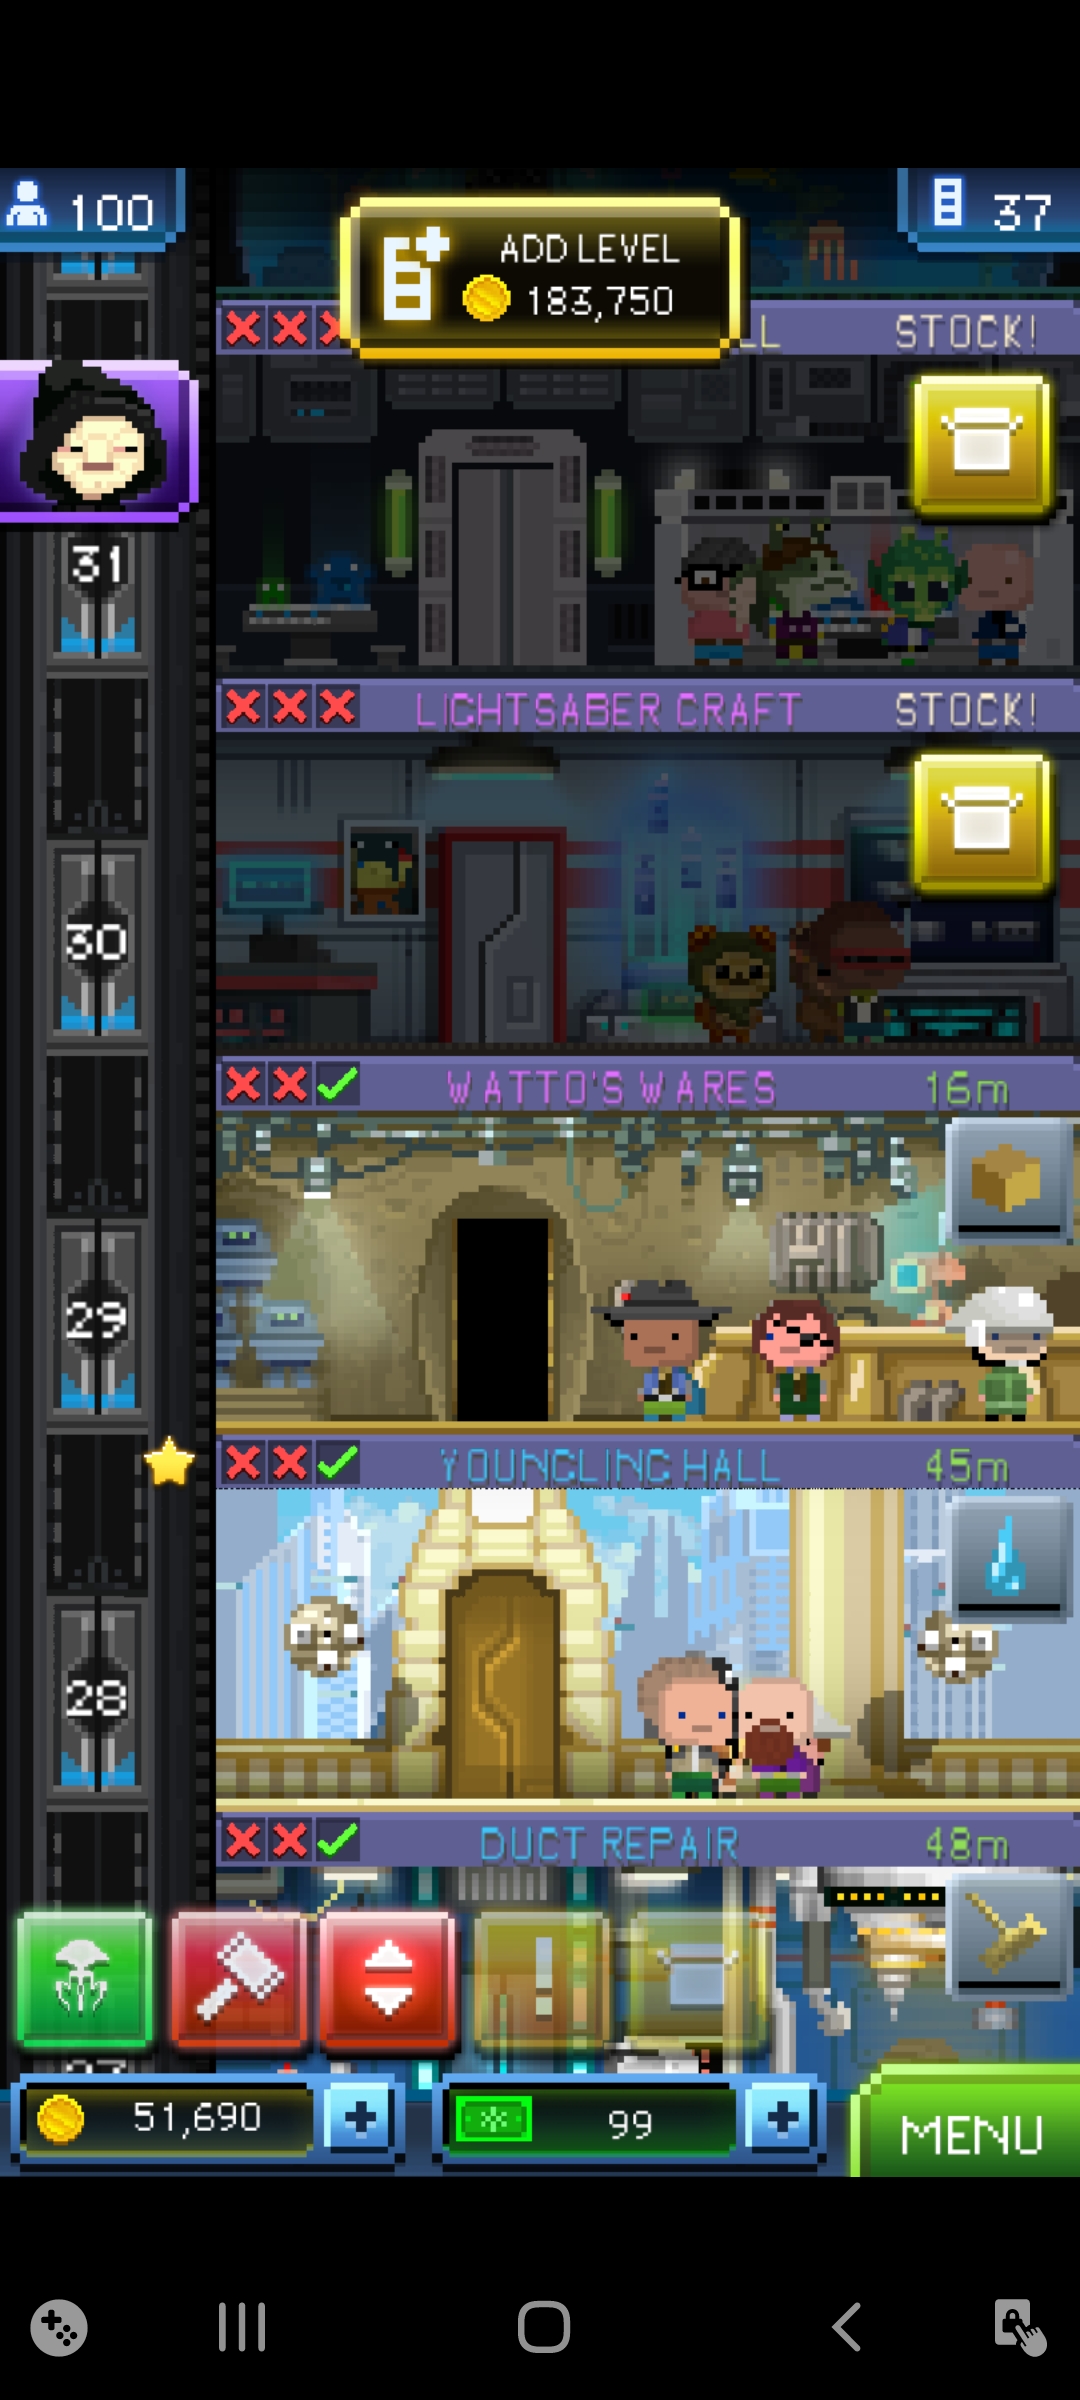 100
ADD LEVEL
183,750
37
LL
STOCK!
31
LIGHTSABER CRAFT
STOCK!
30
WATTO'S WARES
16m
29
YOUNGLING HALL
45m
28
DUCT REPAIR
48m
27
51,690
99
MENU